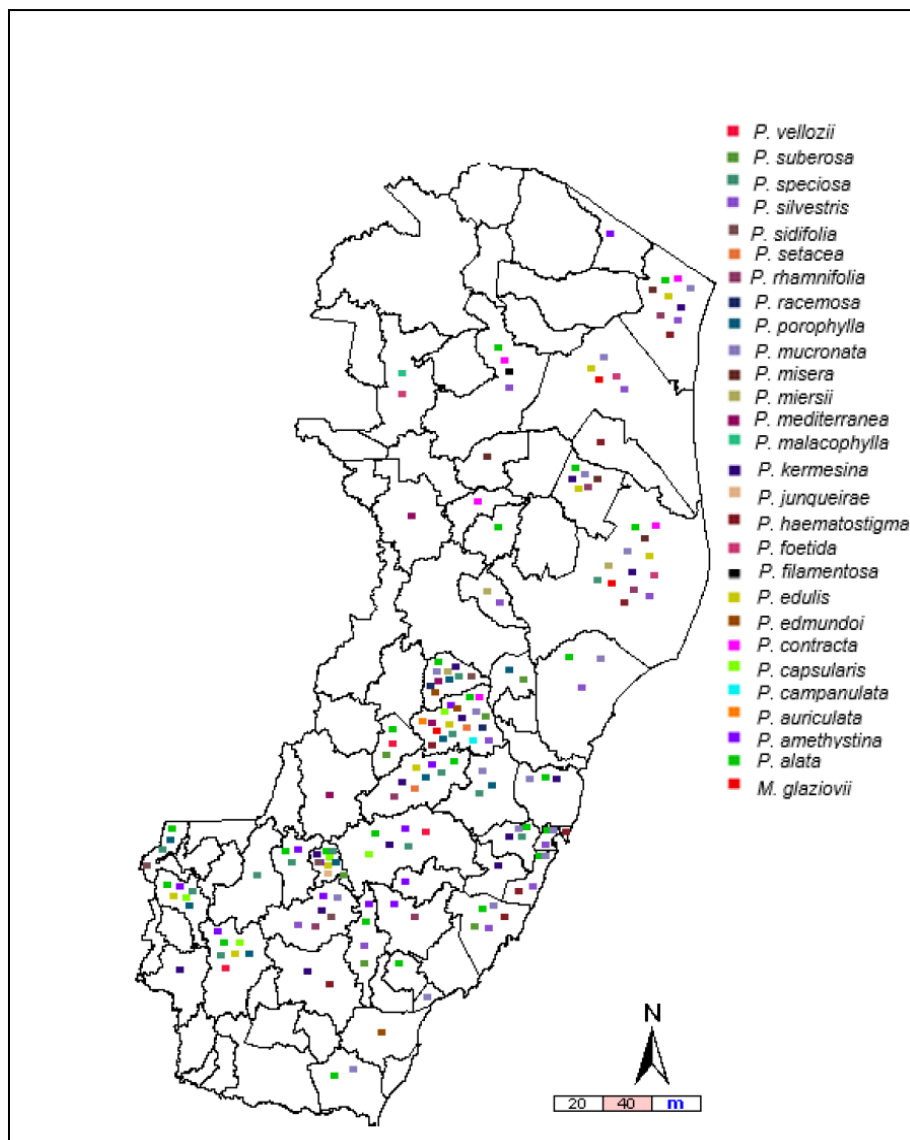 P. vellozii
P. suberosa
P. speciosa
P. silvestris
P. sidifolia
P. setacea
P. rhamnifolia
P. racemosa
P. porophylla
P. mucronata
P. misera
P. miersii
P. mediterranea
P. malacophylla
P. kermesina
P. junqueirae
P. haematostigma
P. foetida
P. filamentosa
P. edulis
P. edmundoi
P. contracta
P. capsularis
P. campanulata
P. auriculata
P. amethystina
P. alata
M. glaziovii
N
20 40 m